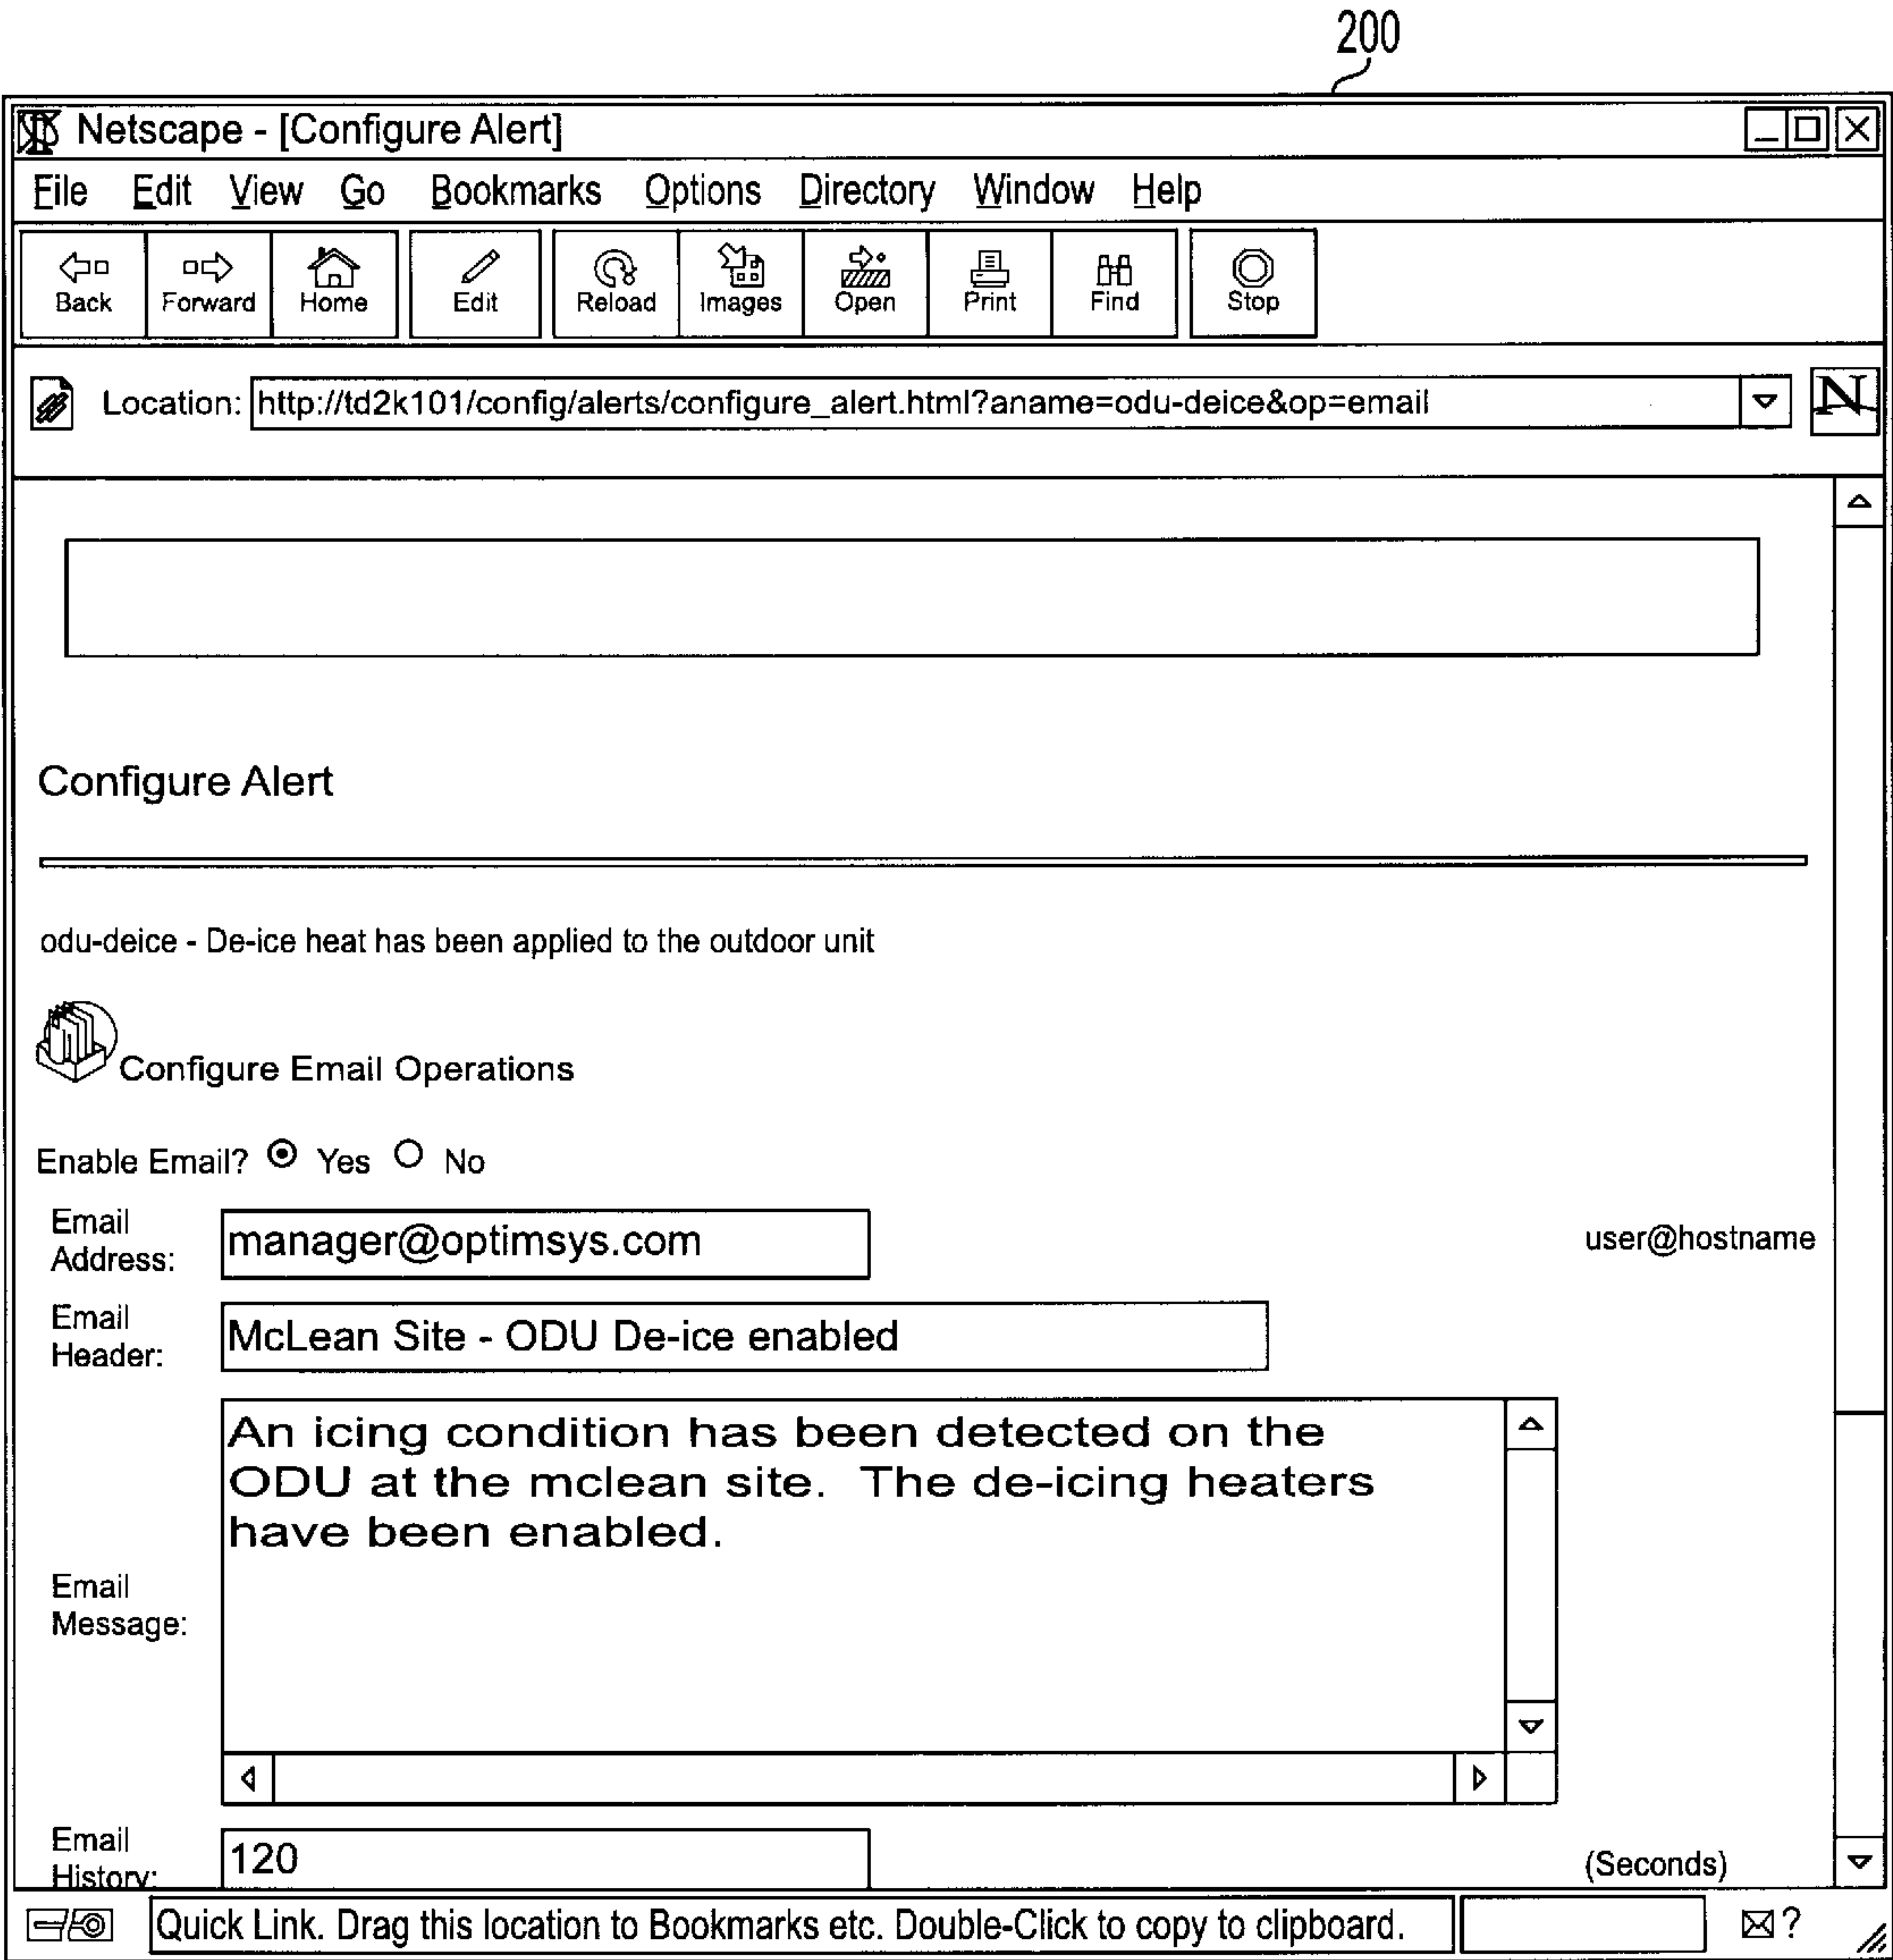 200
Netscape - [Configure Alert]
File Edit View Go Bookmarks Options Directory Window Help
Back Forward Home Edit Reload Images Open Print Find Stop
Location: http://td2k101/config/alerts/configure_alert.html?aname=odu-deice&op=email
N
Configure Alert
odu-deice - De-ice heat has been applied to the outdoor unit
Configure Email Operations
Enable Email? Yes No
Email
Address:
manager@optimsys.com
user@hostname
Email
Header:
McLean Site - ODU De-ice enabled
Email
Message:
An icing condition has been detected on the
ODU at the mclean site. The de-icing heaters
have been enabled.
Email
History:
120
(Seconds)
Quick Link. Drag this location to Bookmarks etc. Double-Click to copy to clipboard.
?